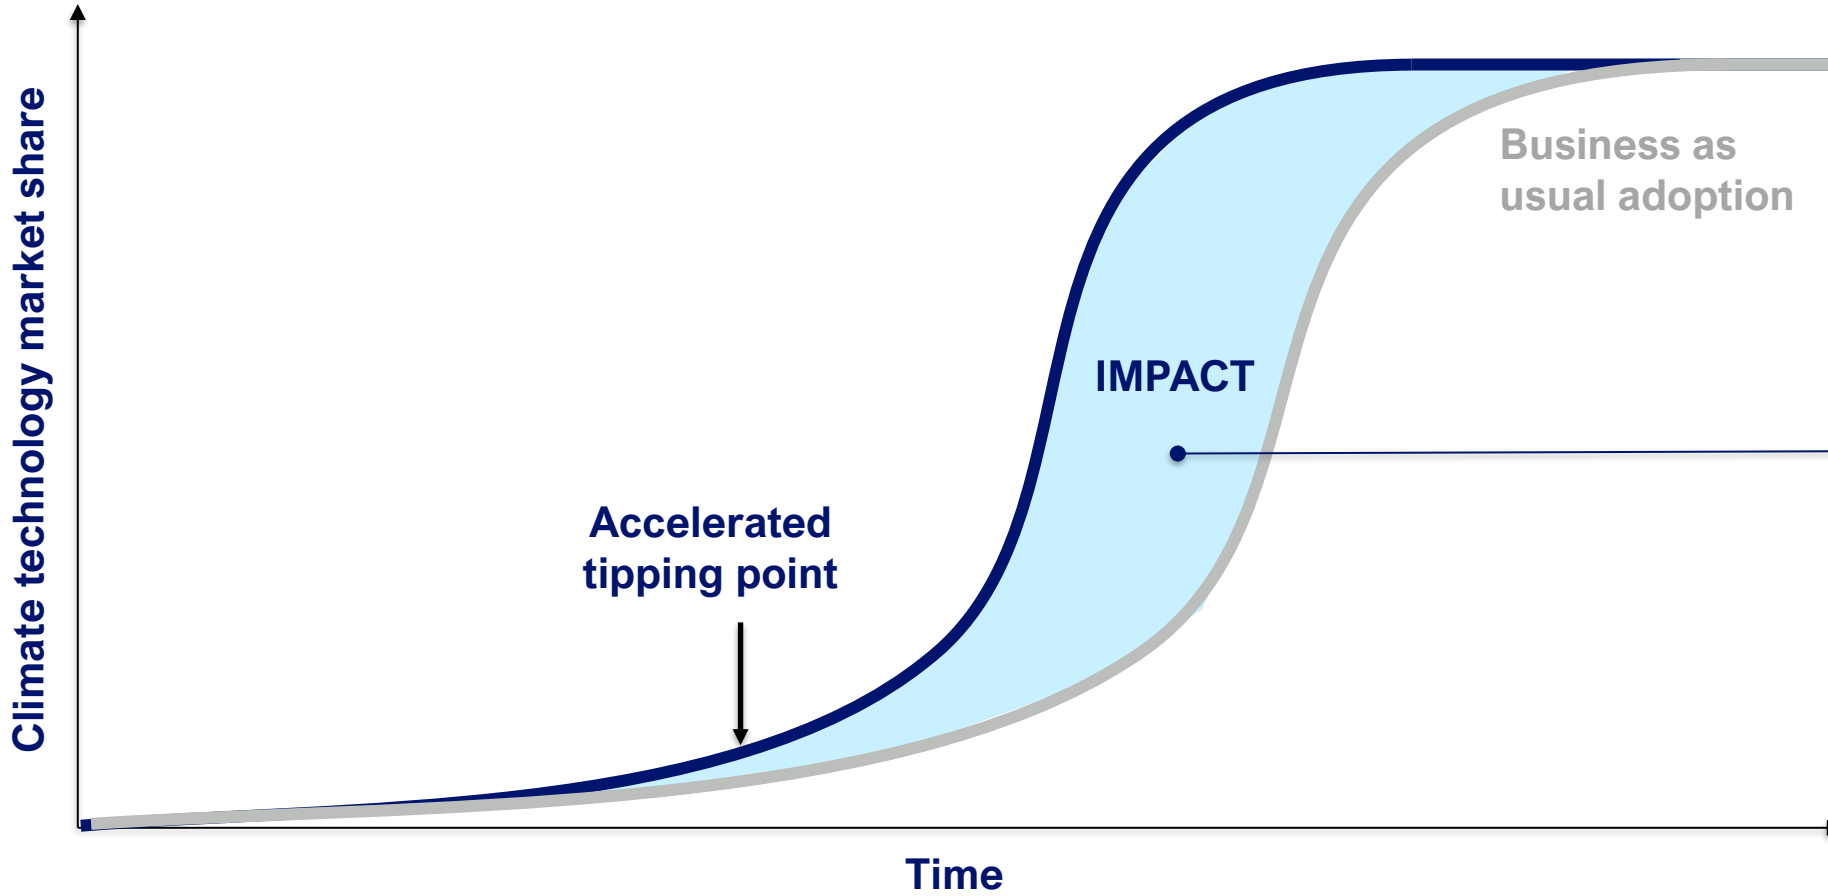 Climate technology market share
Business as
usual adoption
IMPACT
Accelerated
tipping point
Time